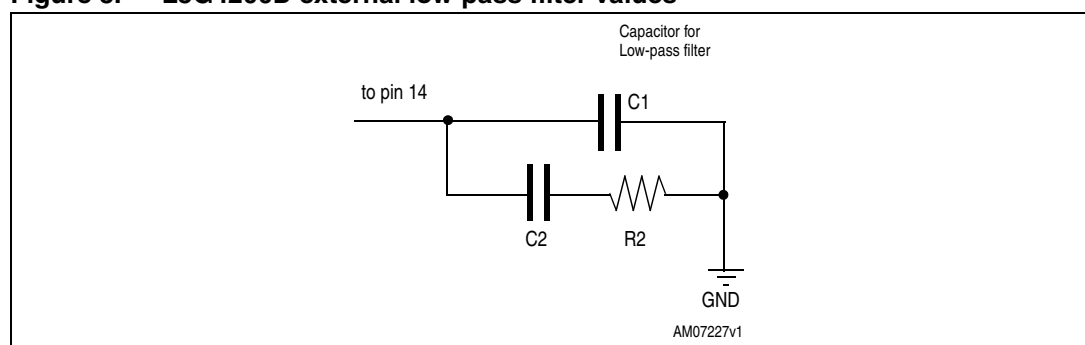 Capacitor for
Low-pass filter
to pin 14
C1
C2
R2
GND
AM07227v1